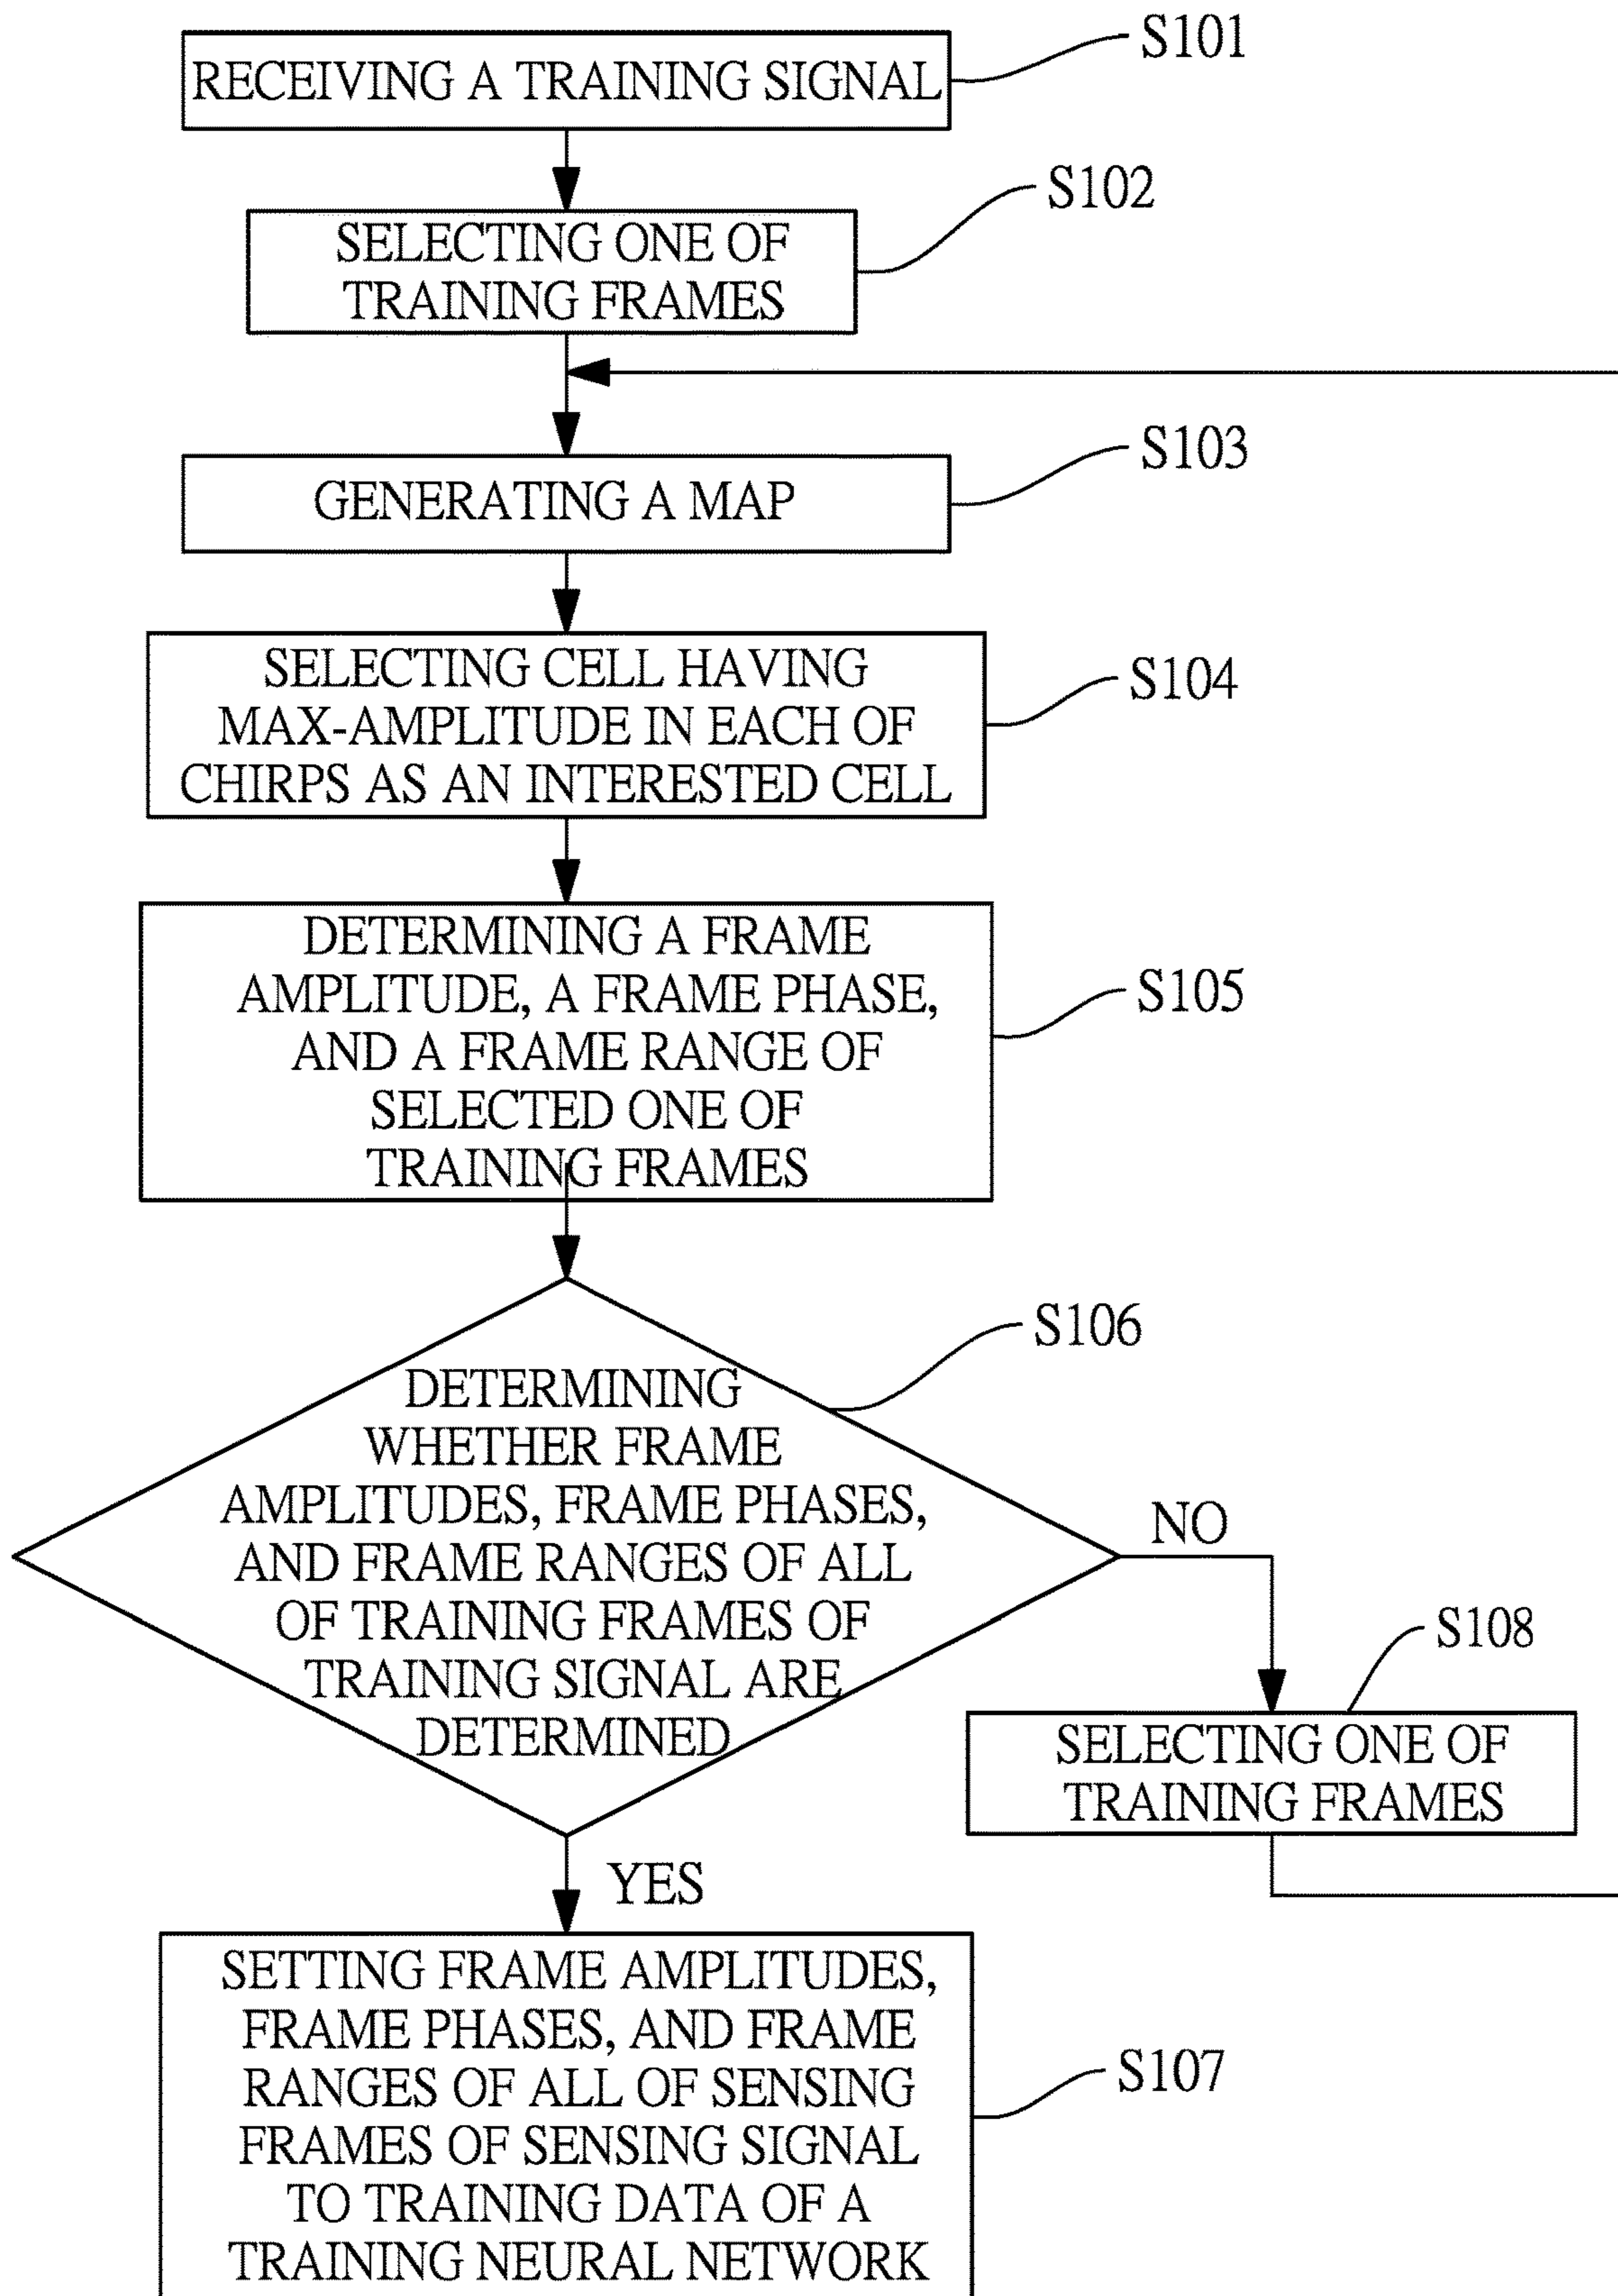 RECEIVING A TRAINING SIGNAL
S101
SELECTING ONE OF
TRAINING FRAMES
S102
GENERATING A MAP
S103
SELECTING CELL HAVING
MAX-AMPLITUDE IN EACH OF
CHIRPS AS AN INTERESTED CELL
S104
DETERMINING A FRAME
AMPLITUDE, A FRAME PHASE,
AND A FRAME RANGE OF
SELECTED ONE OF
TRAINING FRAMES
S105
DETERMINING
WHETHER FRAME
AMPLITUDES, FRAME PHASES,
AND FRAME RANGES OF ALL
OF TRAINING FRAMES OF
TRAINING SIGNAL ARE
DETERMINED
S106
NO
S108
SELECTING ONE OF
TRAINING FRAMES
YES
SETTING FRAME AMPLITUDES,
FRAME PHASES, AND FRAME
RANGES OF ALL OF SENSING
FRAMES OF SENSING SIGNAL
TO TRAINING DATA OF A
TRAINING NEURAL NETWORK
S107